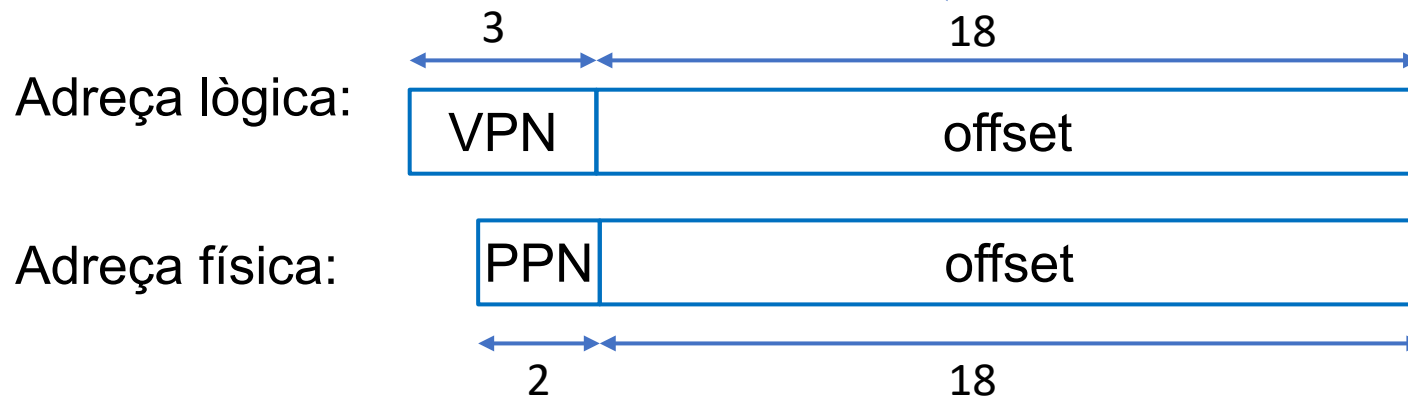 3 18
Adreça lògica:
VPN offset
Adreça física:
PPN offset
2 18